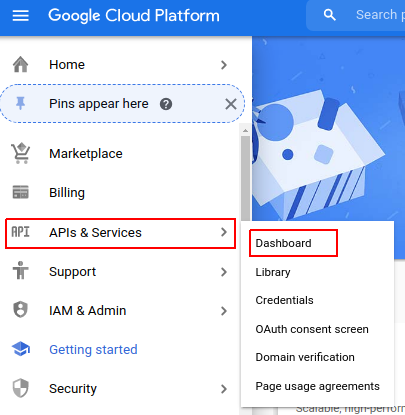 Google Cloud Platform
Search p
Home
Pins appear here
Marketplace
Billing
API APIs & Services
Dashboard
Support
Library
Credentials
IAM & Admin
OAuth consent screen
Getting started
Domain verification
Security
Page usage agreements
Scalable, high-perform